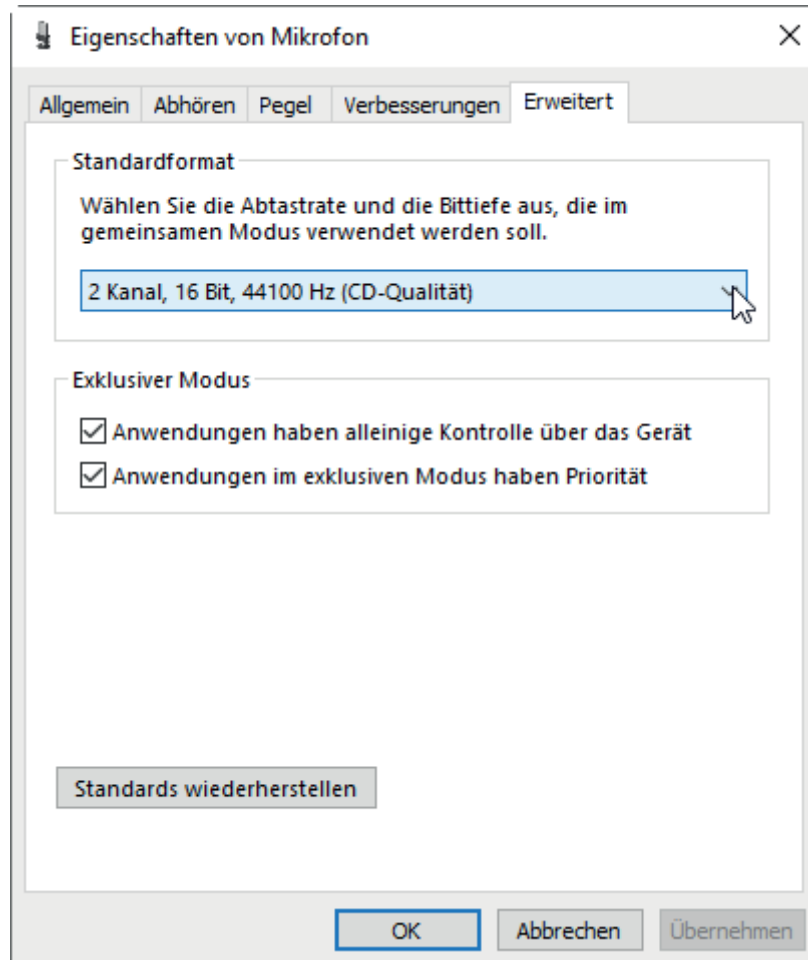 Eigenschaften von Mikrofon
Allgemein Abhören Pegel Verbesserungen Erweitert
Standardformat
Wählen Sie die Abtastrate und die Bittiefe aus, die im
gemeinsamen Modus verwendet werden soll.
2 Kanal, 16 Bit, 44100 Hz (CD-Qualität)
Exklusiver Modus
Anwendungen haben alleinige Kontrolle über das Gerät
Anwendungen im exklusiven Modus haben Priorität
Standards wiederherstellen
OK Abbrechen Übernehmen